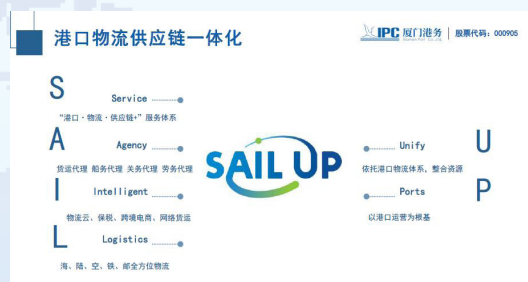 港口物流供应链一体化
IPC 厦门港务 股票代码：000905
S
Service
“港口·物流·供应链+”服务体系
A
Agency
货运代理 船务代理 关务代理 劳务代理
I
Intelligent
物流云、保税、跨境电商、网络货运
L
Logistics
海、陆、空、铁、邮全方位物流
SAIL UP
Unify
U
依托港口物流体系，整合资源
Ports
P
以港口运营为根基